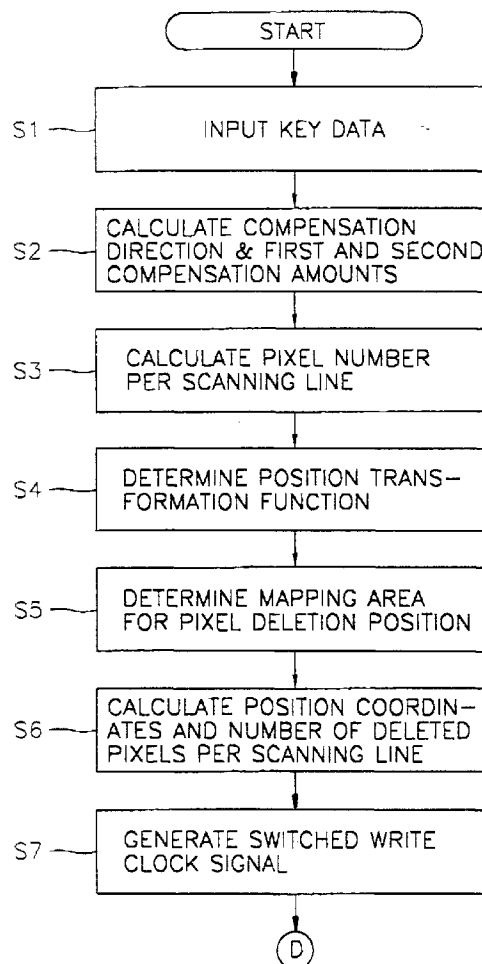 START
S1
INPUT KEY DATA
S2
CALCULATE COMPENSATION
DIRECTION & FIRST AND SECOND
COMPENSATION AMOUNTS
S3
CALCULATE PIXEL NUMBER
PER SCANNING LINE
S4
DETERMINE POSITION TRANS-
FORMATION FUNCTION
S5
DETERMINE MAPPING AREA
FOR PIXEL DELETION POSITION
S6
CALCULATE POSITION COORDIN-
ATES AND NUMBER OF DELETED
PIXELS PER SCANNING LINE
S7
GENERATE SWITCHED WRITE
CLOCK SIGNAL
D